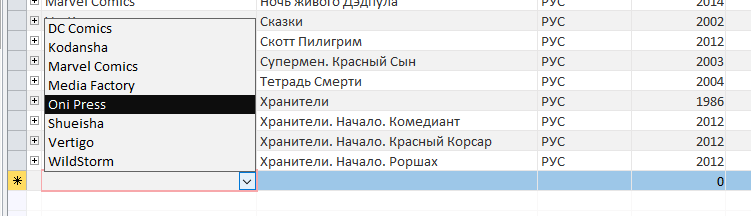 Marvel Comics Ночь живого Дэдпула РУС 2014
Сказки РУС 2002
DC Comics
Kodansha
Marvel Comics
Media Factory
Oni Press
Shueisha
Vertigo
WildStorm
Скотт Пилигрим РУС 2012
Супермен. Красный Сын РУС 2003
Тетрадь Смерти РУС 2004
Хранители РУС 1986
Хранители. Начало. Комедиант РУС 2012
Хранители. Начало. Красный Корсар РУС 2012
Хранители. Начало. Роршах РУС 2012
0